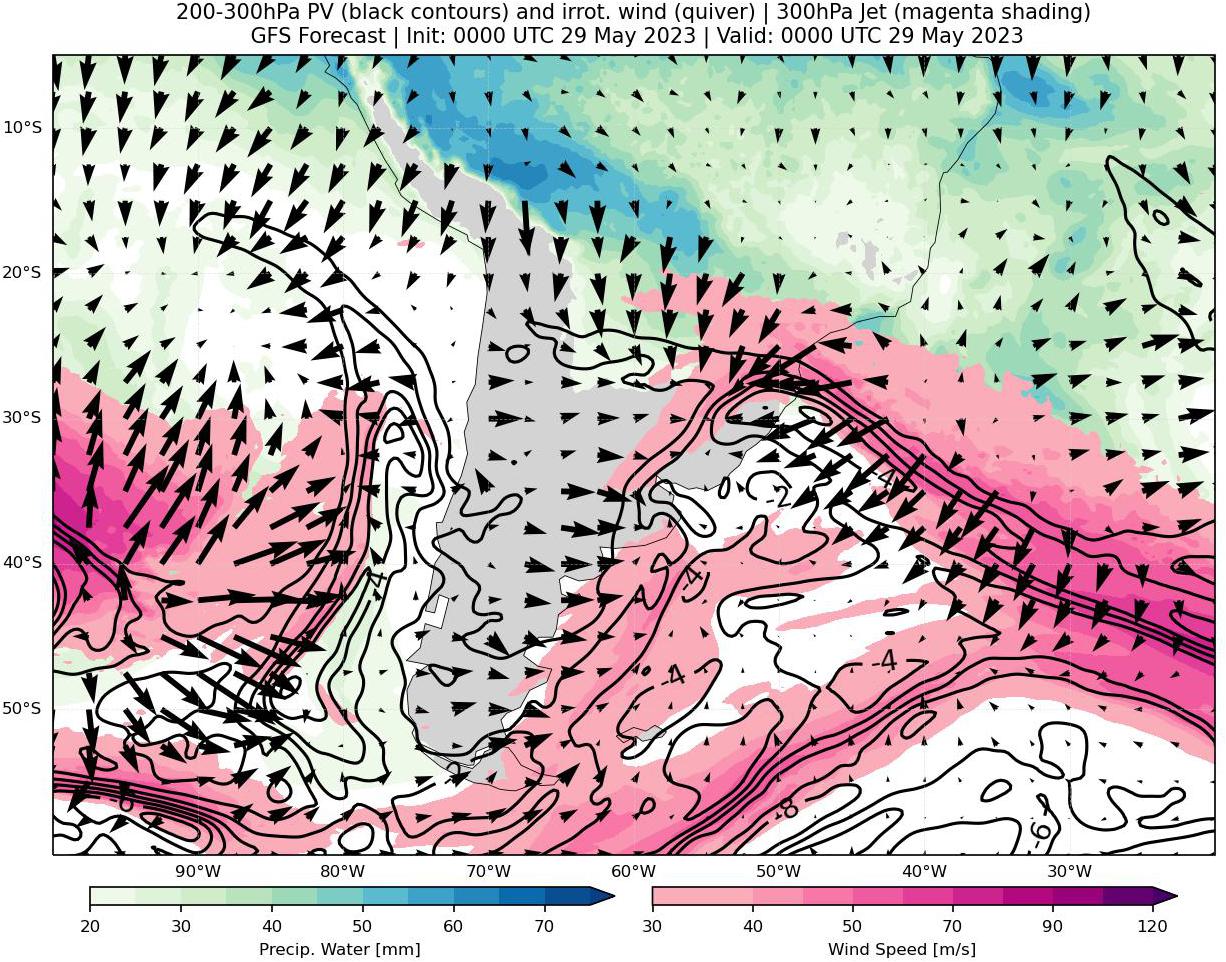 200-300hPa PV (black contours) and irrot. wind (quiver) | 300hPa Jet (magenta shading)
GFS Forecast | Init: 0000 UTC 29 May 2023 | Valid: 0000 UTC 29 May 2023
10°S
20°S
30°S
40°S
50°S
-4
-2
-4
-4
-4
-8
-6
90°W 80°W 70°W 60°W 50°W 40°W 30°W
20 30 40 50 60 70
Precip. Water [mm]
30 40 50 70 90 120
Wind Speed [m/s]